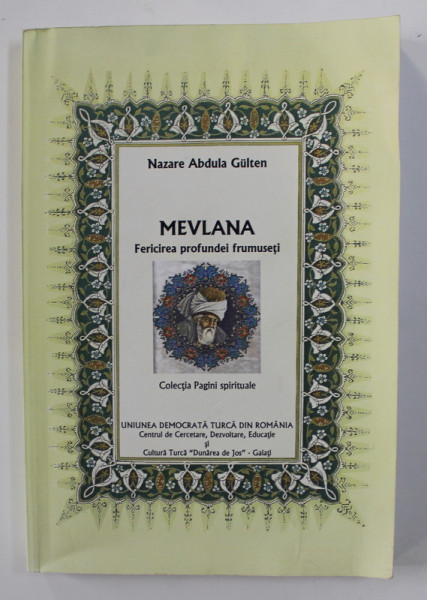 Nazare Abdula Gülten
MEVLANA
Fericirea profundei frumuseţi
Colecţia Pagini spirituale
UNIUNEA DEMOCRATĂ TURCĂ DIN ROMÂNIA
Centrul de Cercetare, Dezvoltare, Educaţie
şi
Cultură Turcă "Dunărea de Jos" - Galaţi